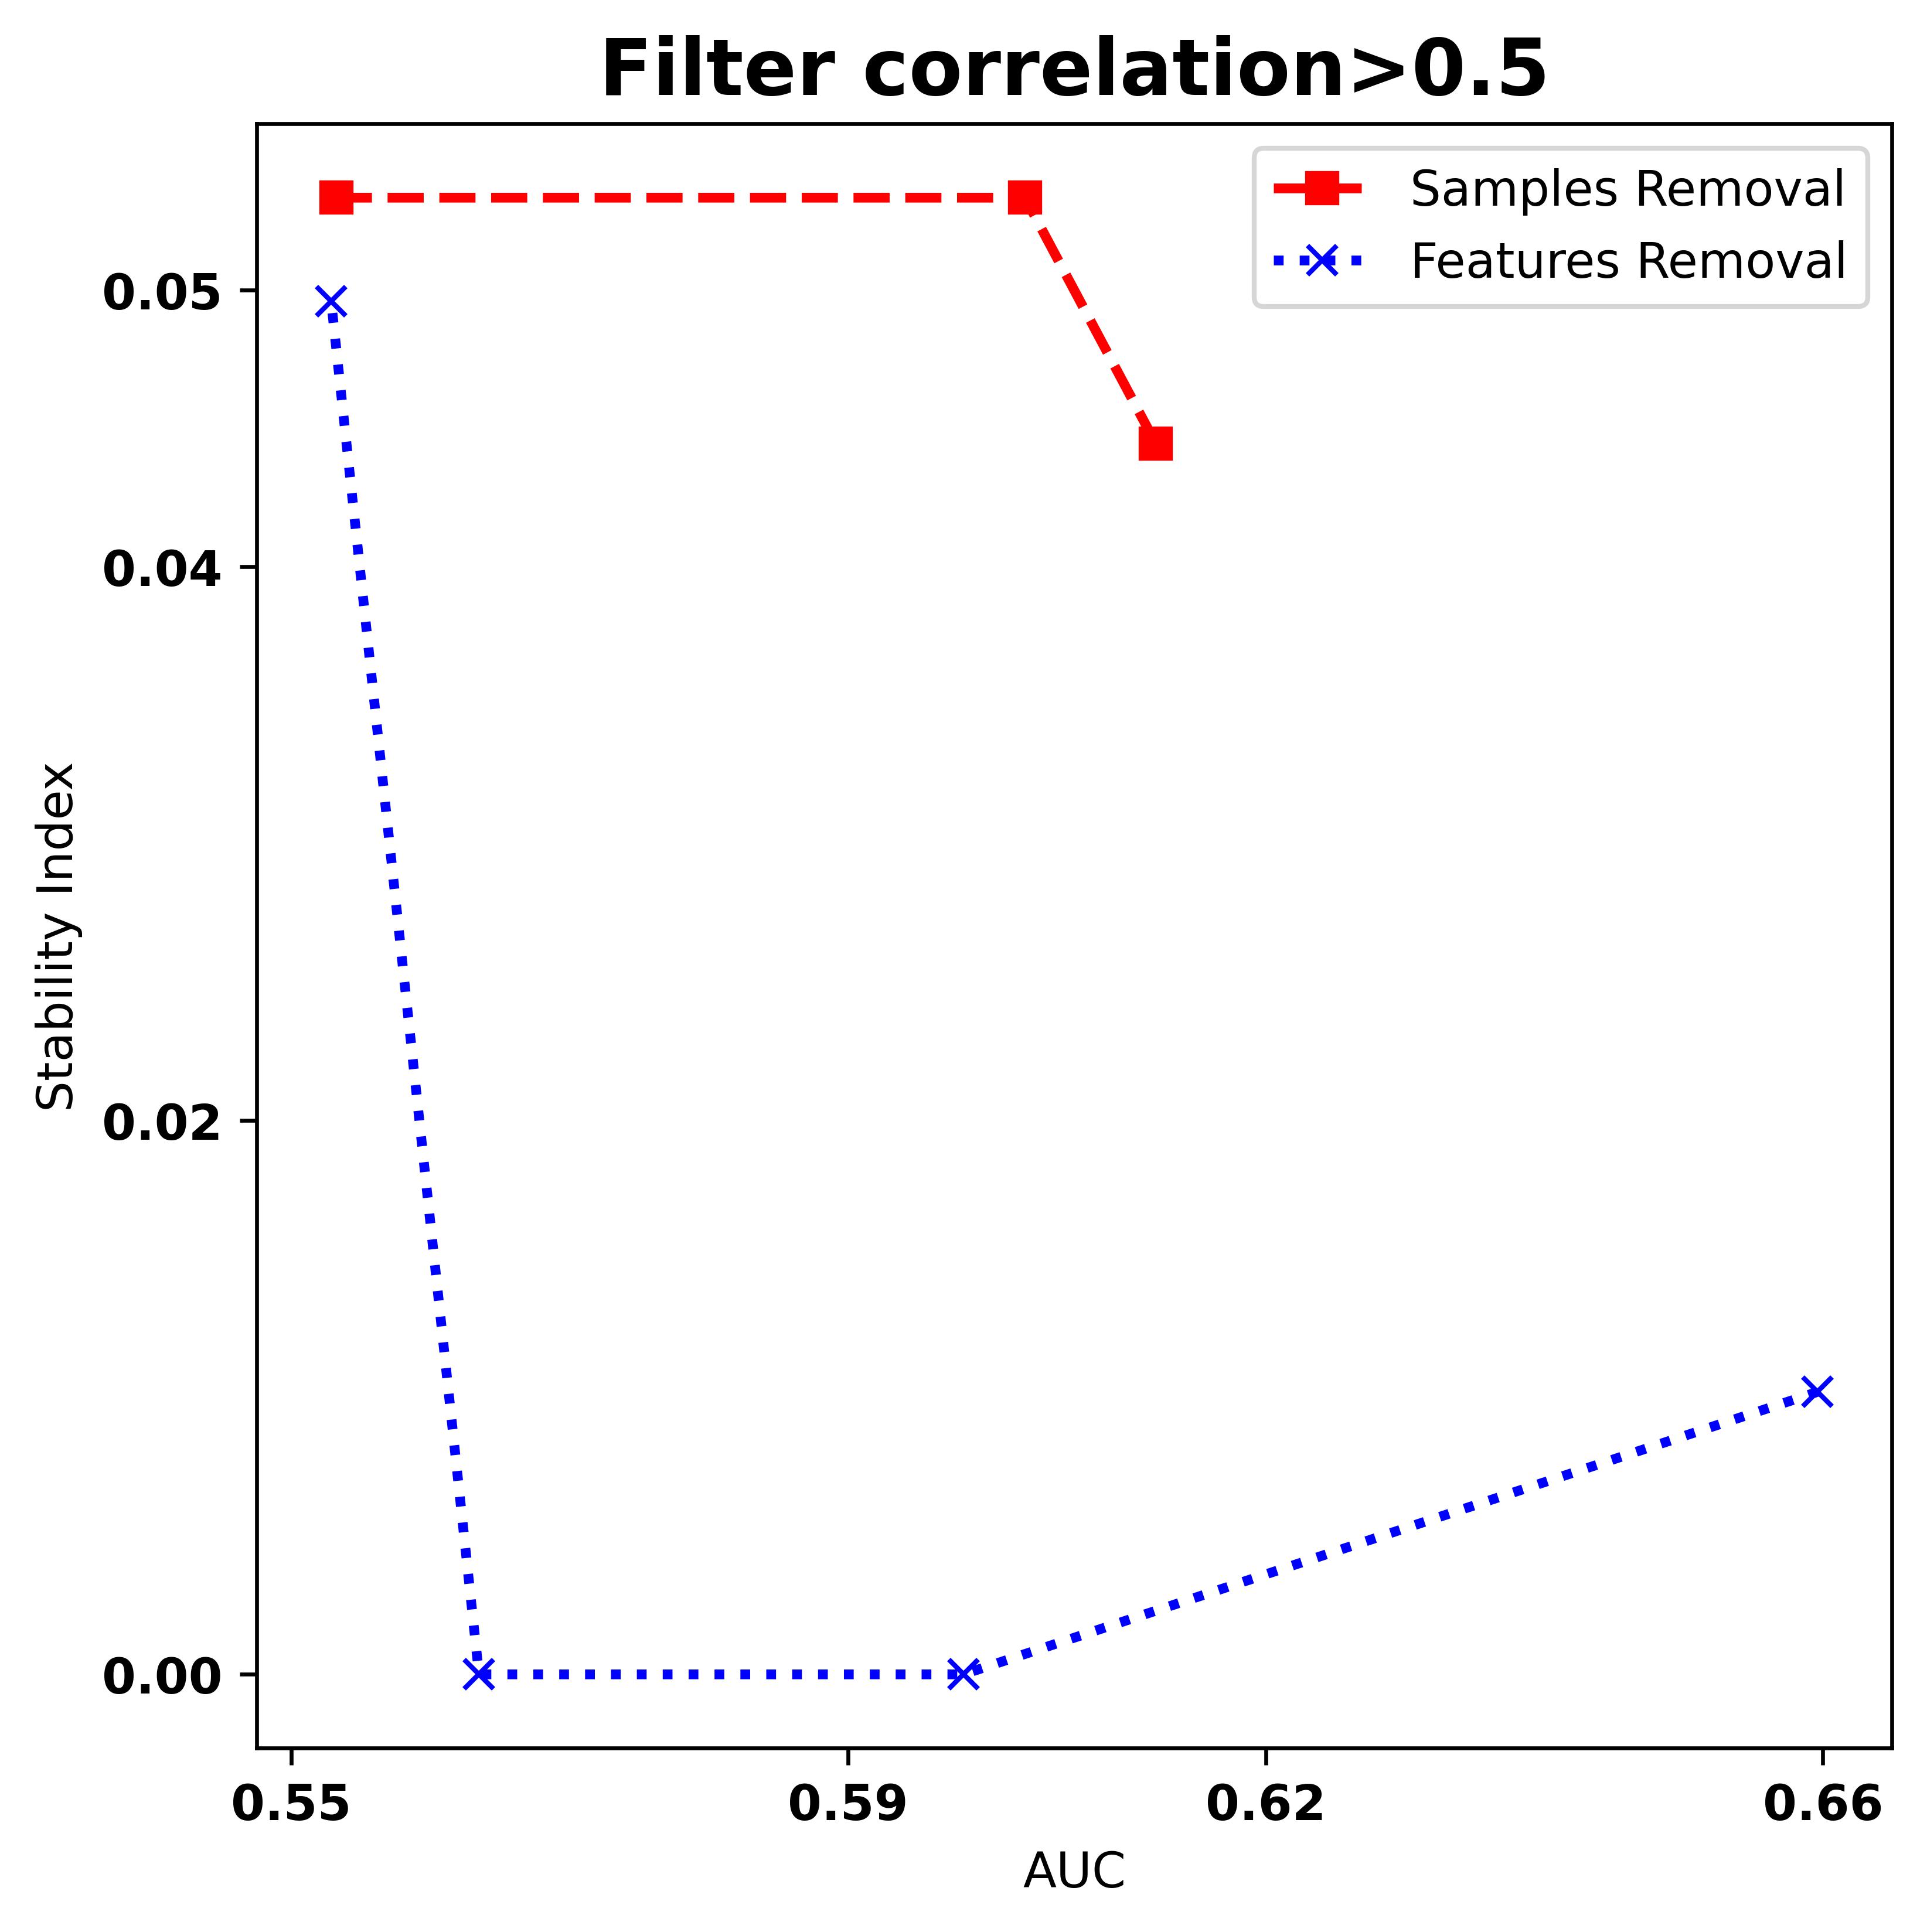 Filter correlation>0.5
Samples Removal
Features Removal
0.05
0.04
0.02
0.00
Stability Index
0.55 0.59 0.62 0.66
AUC